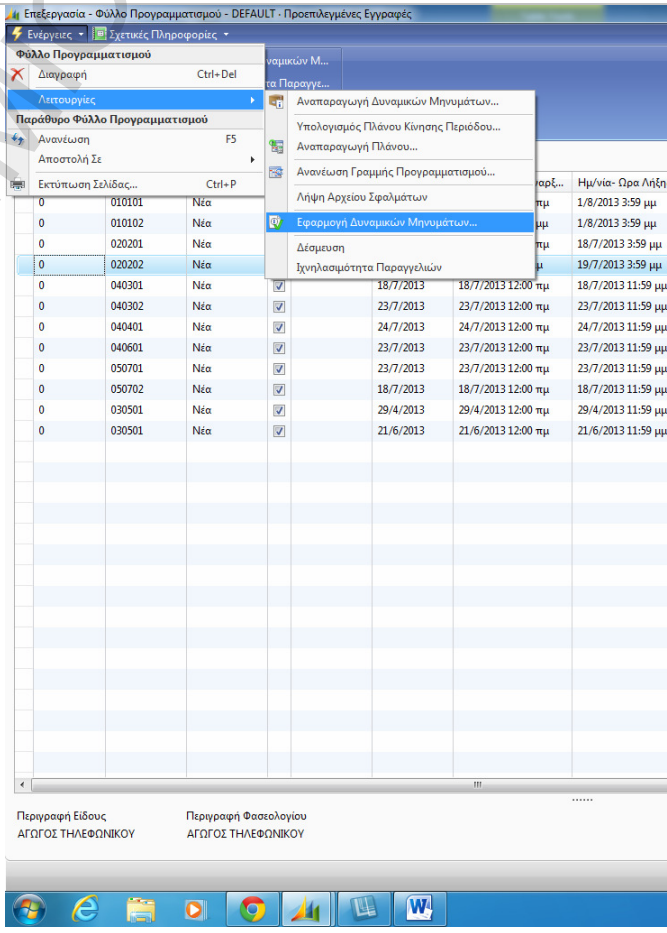 Επεξεργασία - Φύλλο Προγραμματισμού - DEFAULT · Προεπιλεγμένες Εγγραφές
Ενέργειες Σχετικές Πληροφορίες
Φύλλο Προγραμματισμού
Διαγραφή Ctrl+Del
Λειτουργίες
Παράθυρο Φύλλο Προγραμματισμού
Ανανέωση F5
Αποστολή Σε
Εκτύπωση Σελίδας... Ctrl+P
ναμικών Μ...
τα Παραγγε...
Αναπαραγωγή Δυναμικών Μηνυμάτων...
Υπολογισμός Πλάνου Κίνησης Περιόδου...
Αναπαραγωγή Πλάνου...
Ανανέωση Γραμμής Προγραμματισμού...
Λήψη Αρχείου Σφαλμάτων
Εφαρμογή Δυναμικών Μηνυμάτων...
Δέσμευση
Ιχνηλασιμότητα Παραγγελιών
αρξ... Ημ/νία- Ωρα Λήξη
0 010101 Νέα πμ 1/8/2013 3:59 μμ
0 010102 Νέα μμ 1/8/2013 3:59 μμ
0 020201 Νέα πμ 18/7/2013 3:59 μμ
0 020202 Νέα μ 19/7/2013 3:59 μμ
0 040301 Νέα 18/7/2013 18/7/2013 12:00 πμ 18/7/2013 11:59 μμ
0 040302 Νέα 23/7/2013 23/7/2013 12:00 πμ 23/7/2013 11:59 μμ
0 040401 Νέα 24/7/2013 24/7/2013 12:00 πμ 24/7/2013 11:59 μμ
0 040601 Νέα 23/7/2013 23/7/2013 12:00 πμ 23/7/2013 11:59 μμ
0 050701 Νέα 23/7/2013 23/7/2013 12:00 πμ 23/7/2013 11:59 μμ
0 050702 Νέα 18/7/2013 18/7/2013 12:00 πμ 18/7/2013 11:59 μμ
0 030501 Νέα 29/4/2013 29/4/2013 12:00 πμ 29/4/2013 11:59 μμ
0 030501 Νέα 21/6/2013 21/6/2013 12:00 πμ 21/6/2013 11:59 μμ
Περιγραφή Είδους Περιγραφή Φασεολογίου
ΑΓΩΓΟΣ ΤΗΛΕΦΩΝΙΚΟΥ ΑΓΩΓΟΣ ΤΗΛΕΦΩΝΙΚΟΥ